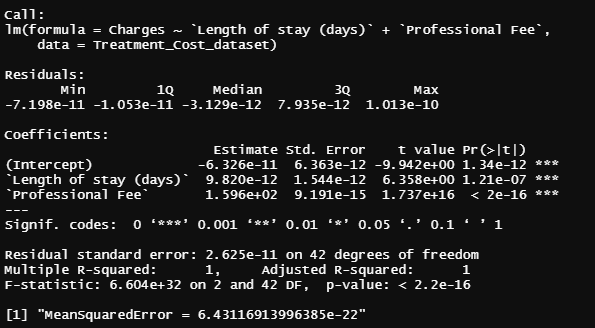 Call:
lm(formula = Charges ~ `Length of stay (days)` + `Professional Fee`,
    data = Treatment_Cost_dataset)
Residuals:
       Min         1Q     Median         3Q        Max
-7.198e-11 -1.053e-11 -3.129e-12  7.935e-12  1.013e-10
Coefficients:
                          Estimate Std. Error    t value Pr(>|t|)
(Intercept)             -6.326e-11  6.363e-12 -9.942e+00 1.34e-12 ***
`Length of stay (days)`  9.820e-12  1.544e-12  6.358e+00 1.21e-07 ***
`Professional Fee`       1.596e+02  9.191e-15  1.737e+16  < 2e-16 ***
---
Signif. codes:  0 ‘***’ 0.001 ‘**’ 0.01 ‘*’ 0.05 ‘.’ 0.1 ‘ ’ 1
Residual standard error: 2.625e-11 on 42 degrees of freedom
Multiple R-squared:      1,     Adjusted R-squared:      1
F-statistic: 6.604e+32 on 2 and 42 DF,  p-value: < 2.2e-16
[1] "MeanSquaredError = 6.43116913996385e-22"